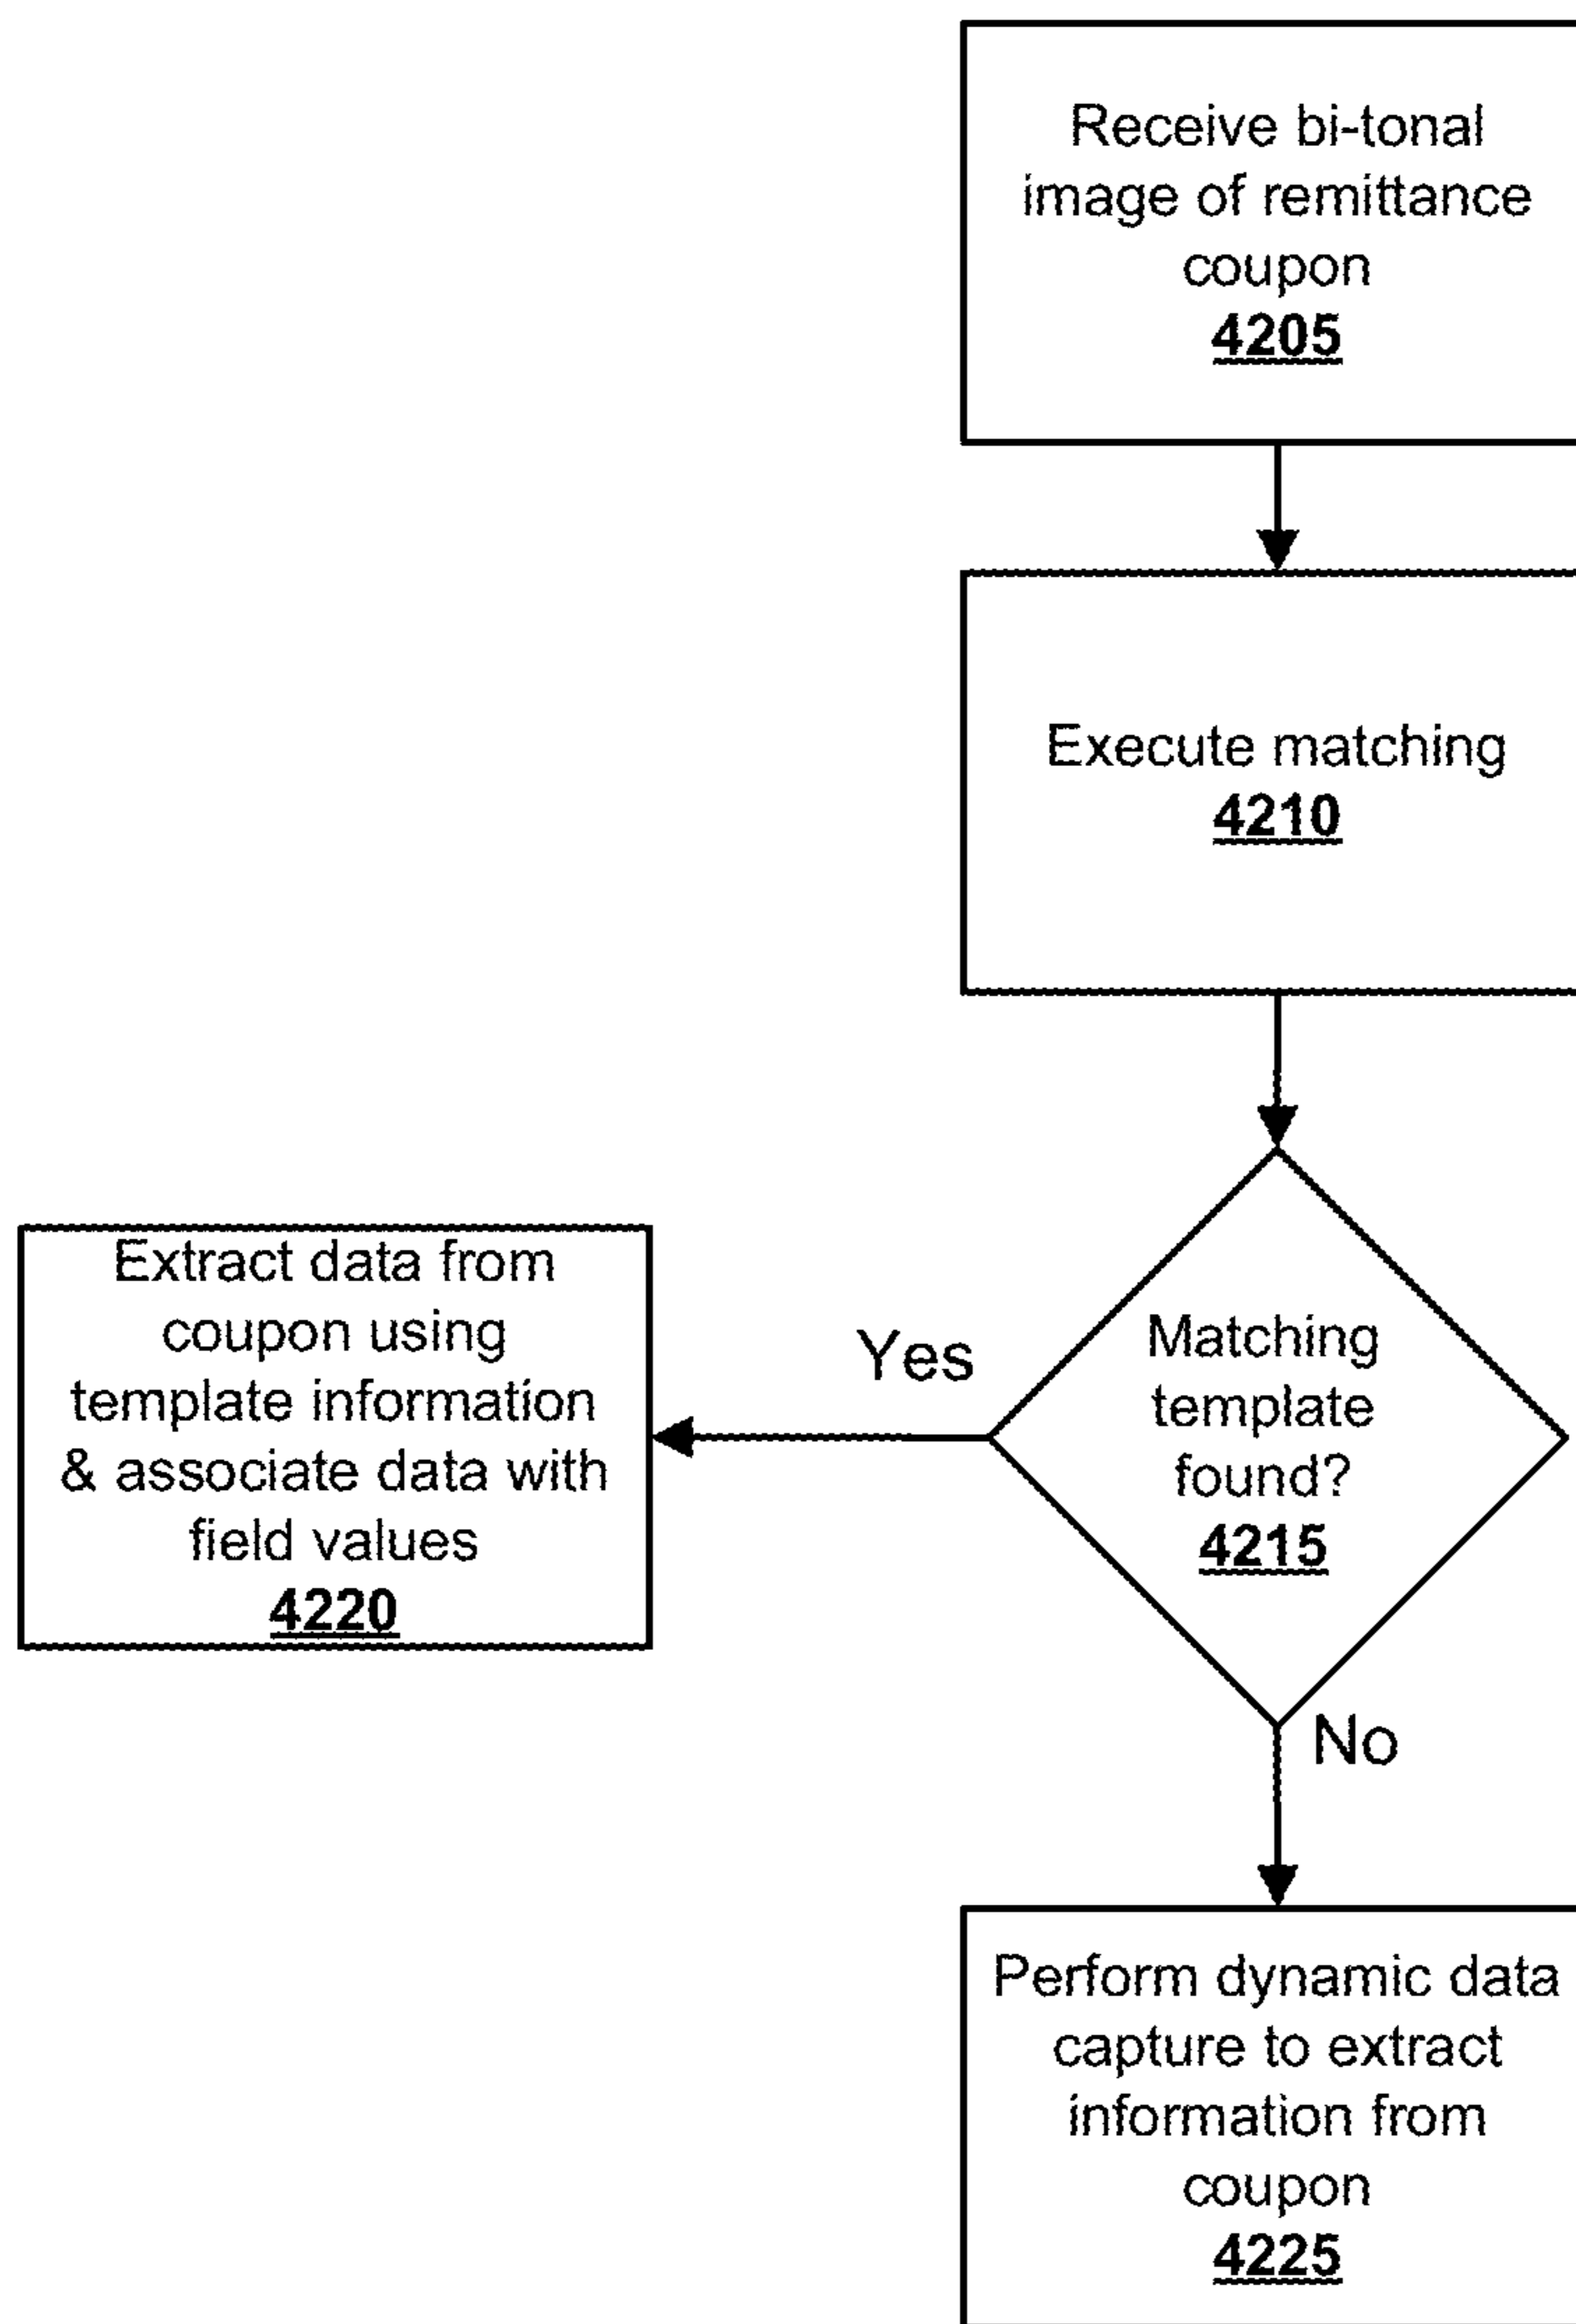 Receive bi-tonal
image of remittance
coupon
4205
Execute matching
4210
Matching
template
found?
4215
Yes
Extract data from
coupon using
template information
& associate data with
field values
4220
No
Perform dynamic data
capture to extract
information from
coupon
4225